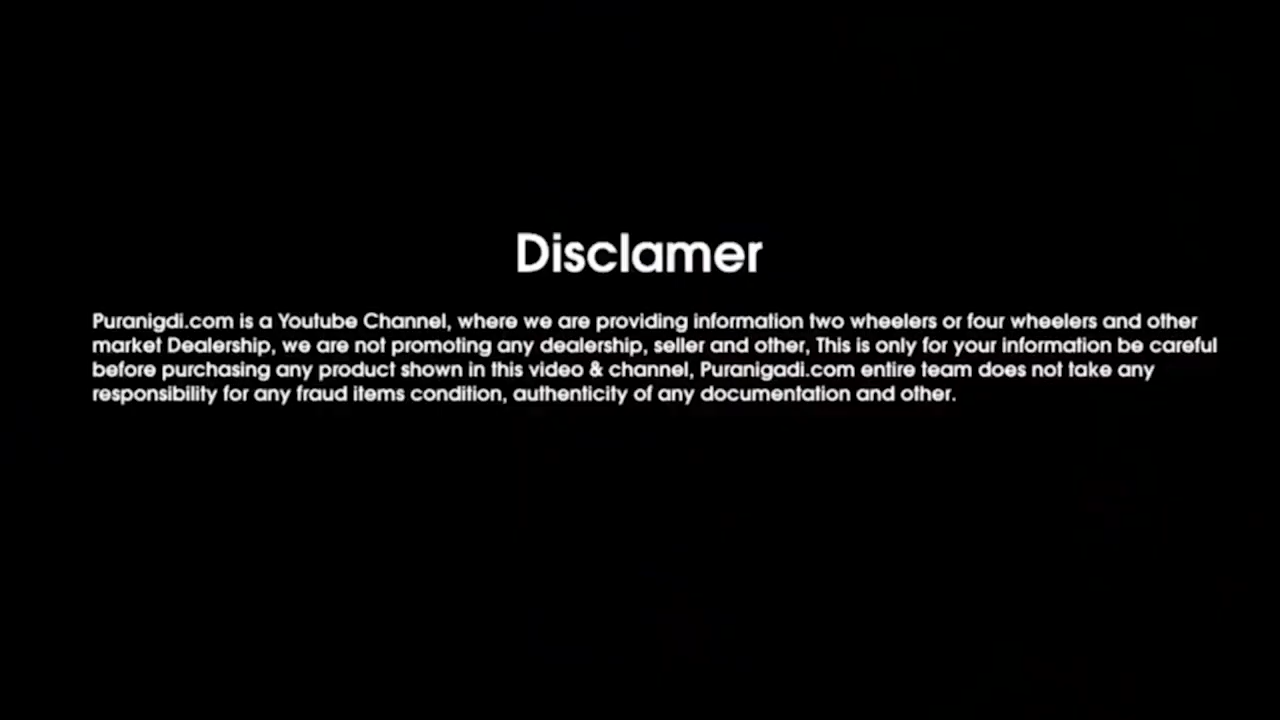 Disclamer
Puranigdi.com is a Youtube Channel, where we are providing information two wheelers or four wheelers and other
market Dealership, we are not promoting any dealership, seller and other, This is only for your information be careful
before purchasing any product shown in this video & channel, Puranigadi.com entire team does not take any
responsibility for any fraud items condition, authenticity of any documentation and other.